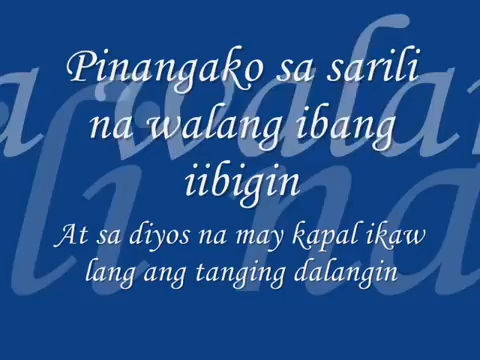 Pinangako sa sarili
na walang ibang
iibigin
At sa diyos na may kapal ikaw
lang ang tanging dalangin